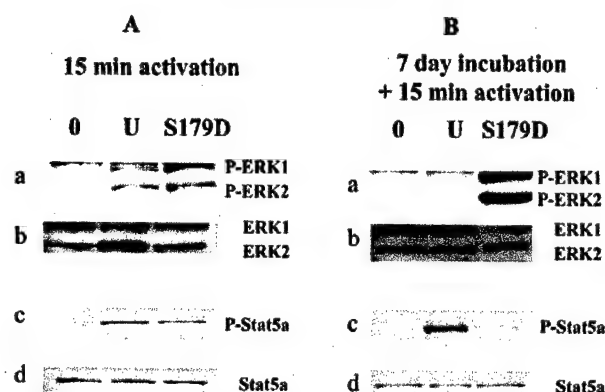 A
15 min activation
0 U S179D
a
P-ERK1
P-ERK2
b
ERK1
ERK2
c
P-Stat5a
d
Stat5a
B
7 day incubation
+ 15 min activation
0 U S179D
a
P-ERK1
P-ERK2
b
ERK1
ERK2
c
P-Stat5a
d
Stat5a